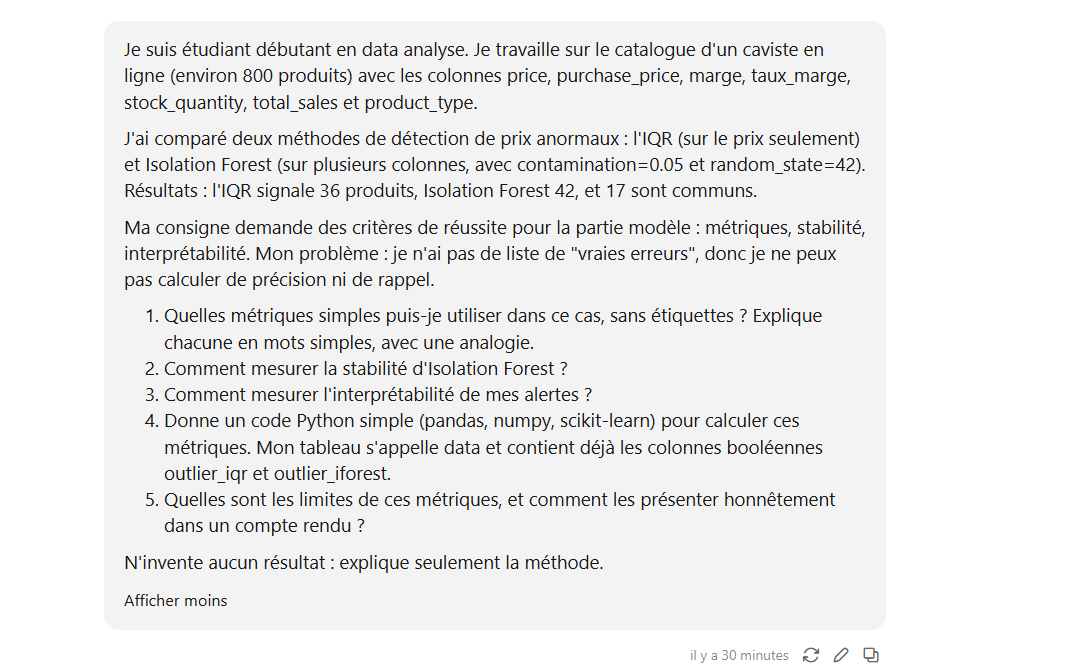 Je suis étudiant débutant en data analyse. Je travaille sur le catalogue d'un caviste en
ligne (environ 800 produits) avec les colonnes price, purchase_price, marge, taux_marge,
stock_quantity, total_sales et product_type.
J'ai comparé deux méthodes de détection de prix anormaux : l'IQR (sur le prix seulement)
et Isolation Forest (sur plusieurs colonnes, avec contamination=0.05 et random_state=42).
Résultats : l'IQR signale 36 produits, Isolation Forest 42, et 17 sont communs.
Ma consigne demande des critères de réussite pour la partie modèle : métriques, stabilité,
interprétabilité. Mon problème : je n'ai pas de liste de "vraies erreurs", donc je ne peux
pas calculer de précision ni de rappel.
1. Quelles métriques simples puis-je utiliser dans ce cas, sans étiquettes ? Explique
chacune en mots simples, avec une analogie.
2. Comment mesurer la stabilité d'Isolation Forest ?
3. Comment mesurer l'interprétabilité de mes alertes ?
4. Donne un code Python simple (pandas, numpy, scikit-learn) pour calculer ces
métriques. Mon tableau s'appelle data et contient déjà les colonnes booléennes
outlier_iqr et outlier_iforest.
5. Quelles sont les limites de ces métriques, et comment les présenter honnêtement
dans un compte rendu ?
N'invente aucun résultat : explique seulement la méthode.
Afficher moins
il y a 30 minutes